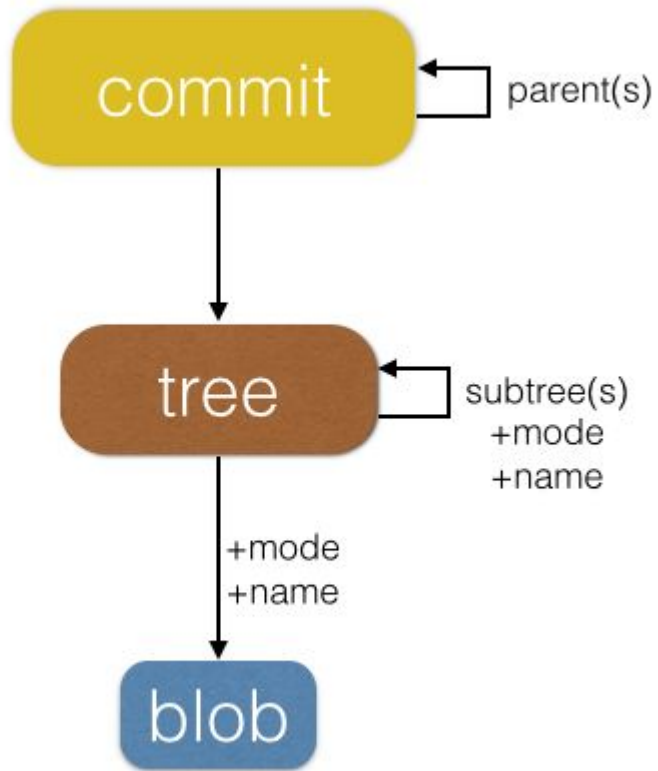 commit
parent(s)
tree
subtree(s)
+mode
+name
+mode
+name
blob